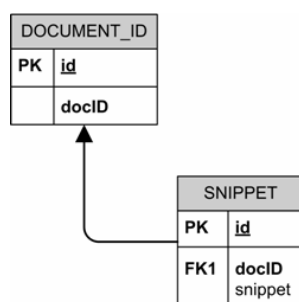 DOCUMENT_ID
PK id
docID
SNIPPET
PK id
FK1 docID
snippet